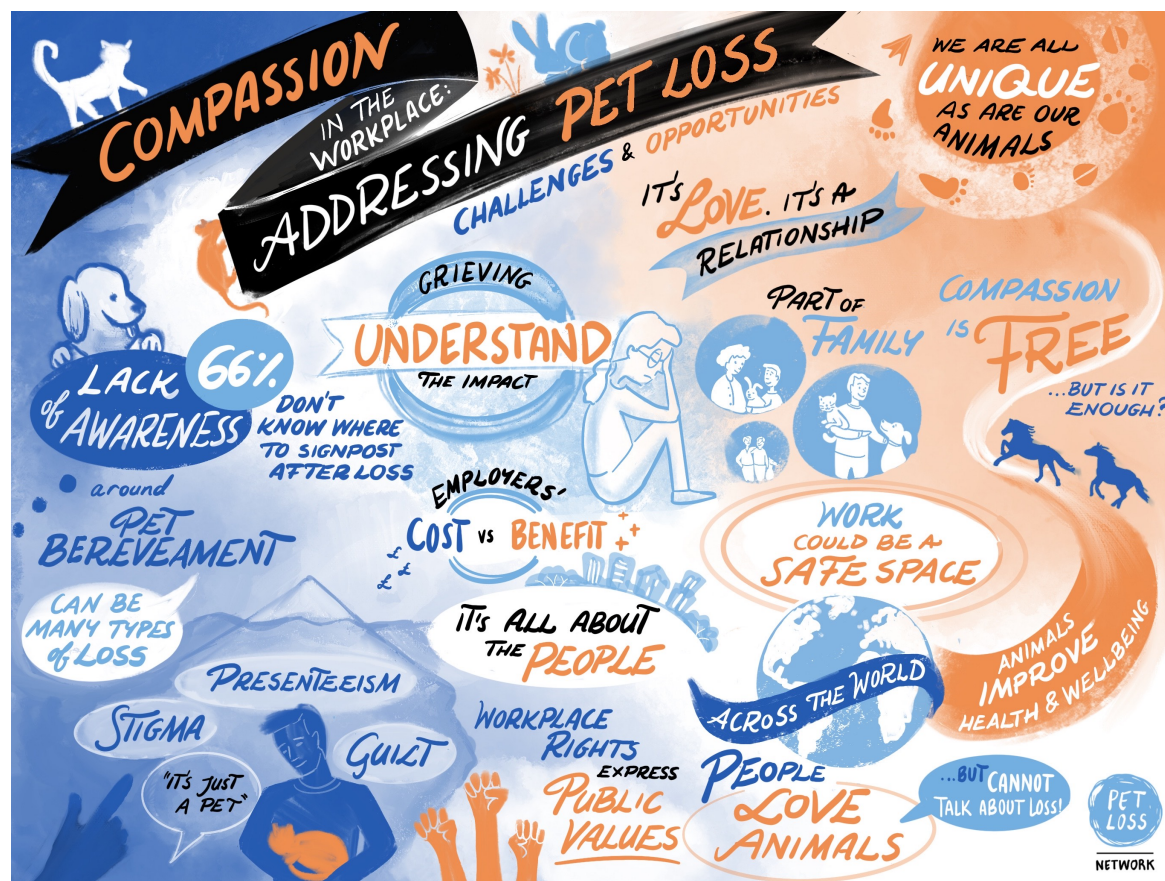 COMPASSION
IN THE
WORKPLACE:
ADDRESSING PET LOSS
CHALLENGES & OPPORTUNITIES
WE ARE ALL
UNIQUE
AS ARE OUR
ANIMALS
IT'S LOVE. IT'S A
RELATIONSHIP
GRIEVING
UNDERSTAND
THE IMPACT
PART OF
FAMILY
COMPASSION
IS FREE
...BUT IS IT
ENOUGH?
LACK
of AWARENESS
66%
DON'T
KNOW WHERE
TO SIGNPOST
AFTER LOSS
around
PET
BEREVEAMENT
EMPLOYERS'
COST vs BENEFIT
£
£
£
WORK
COULD BE A
SAFE SPACE
CAN BE
MANY TYPES
of LOSS
IT'S ALL ABOUT
THE PEOPLE
ANIMALS
IMPROVE
HEALTH & WELLBEING
PRESENTEEISM
STIGMA
GUILT
"IT'S JUST
A PET"
WORKPLACE
RIGHTS
EXPRESS
PUBLIC
VALUES
ACROSS THE WORLD
PEOPLE
LOVE
ANIMALS
...BUT CANNOT
TALK ABOUT LOSS!
PET
LOSS
NETWORK